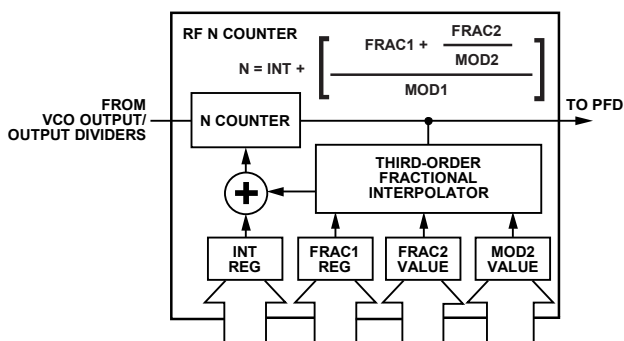 RF N COUNTER
N = INT +
FRAC1 +
FRAC2
MOD2
MOD1
FROM
VCO OUTPUT/
OUTPUT DIVIDERS
N COUNTER
TO PFD
THIRD-ORDER
FRACTIONAL
INTERPOLATOR
+
INT
REG
FRAC1
REG
FRAC2
VALUE
MOD2
VALUE